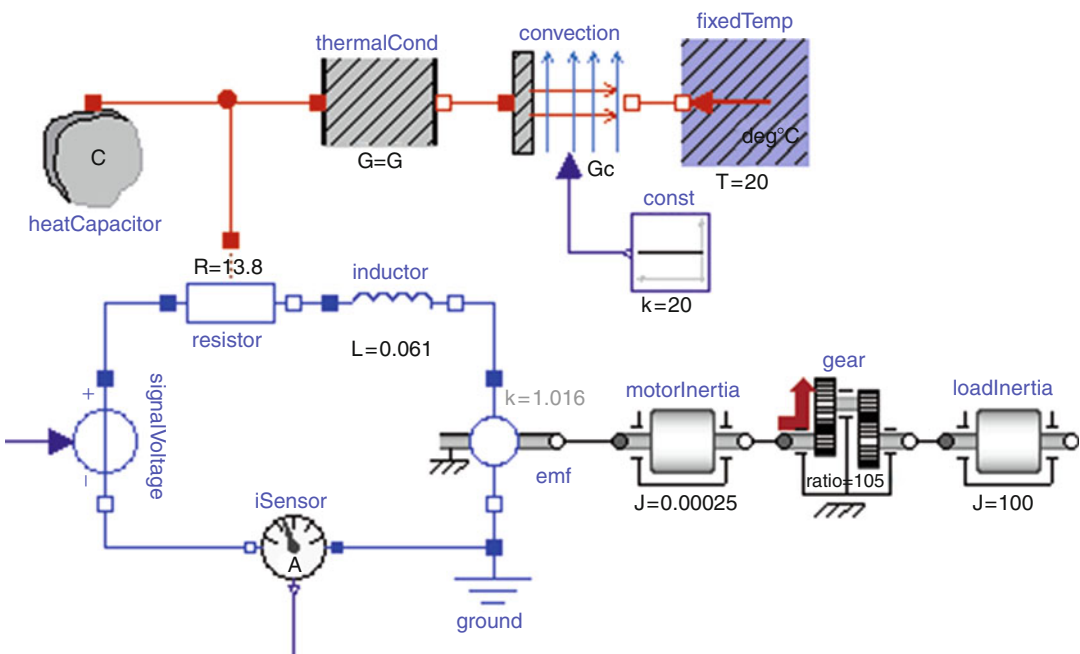 fixedTemp
thermalCond
convection
deg°C
C
G=G
Gc
T=20
const
heatCapacitor
R=13.8
inductor
k=20
resistor
L=0.061
gear
signalVoltage
+
k=1.016
motorInertia
loadInertia
−
emf
ratio=105
iSensor
J=0.00025
J=100
A
ground